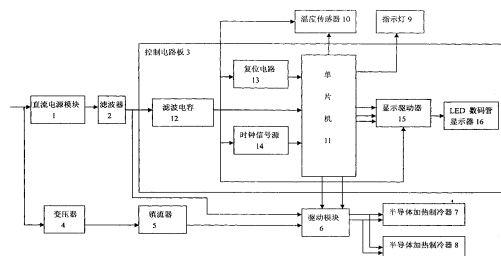 温度传感器 10
指示灯 9
控制电路板 3
复位电路
13
单
片
机
11
直流电源模块
1
滤波器
2
滤波电容
12
显示驱动器
15
LED 数码管
显示器 16
时钟信号源
14
变压器
4
镇流器
5
驱动模块
6
半导体加热制冷器 7
半导体加热制冷器 8